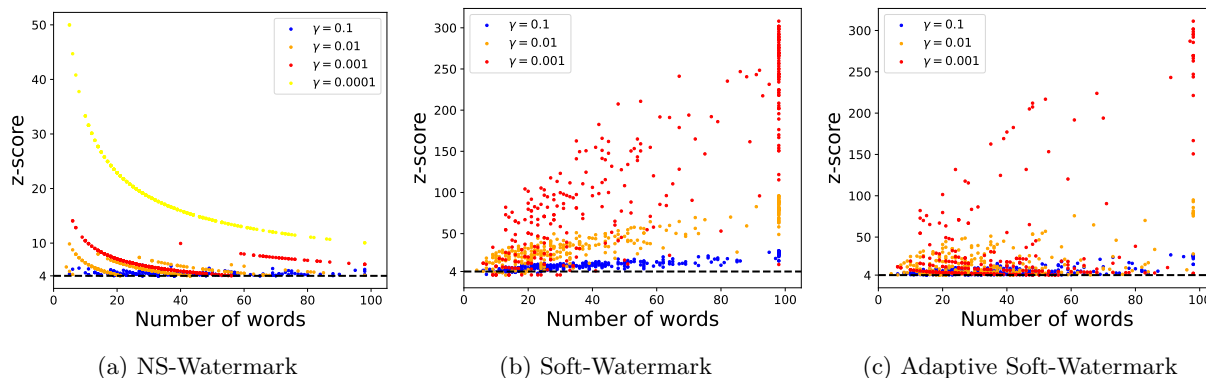 50
40
30
20
10
4
z-score
0
20
40
60
80
100
Number of words
γ = 0.1
γ = 0.01
γ = 0.001
γ = 0.0001
(a) NS-Watermark
300
250
200
150
100
50
4
z-score
0
20
40
60
80
100
Number of words
γ = 0.1
γ = 0.01
γ = 0.001
(b) Soft-Watermark
300
250
200
150
100
50
4
z-score
0
20
40
60
80
100
Number of words
γ = 0.1
γ = 0.01
γ = 0.001
(c) Adaptive Soft-Watermark